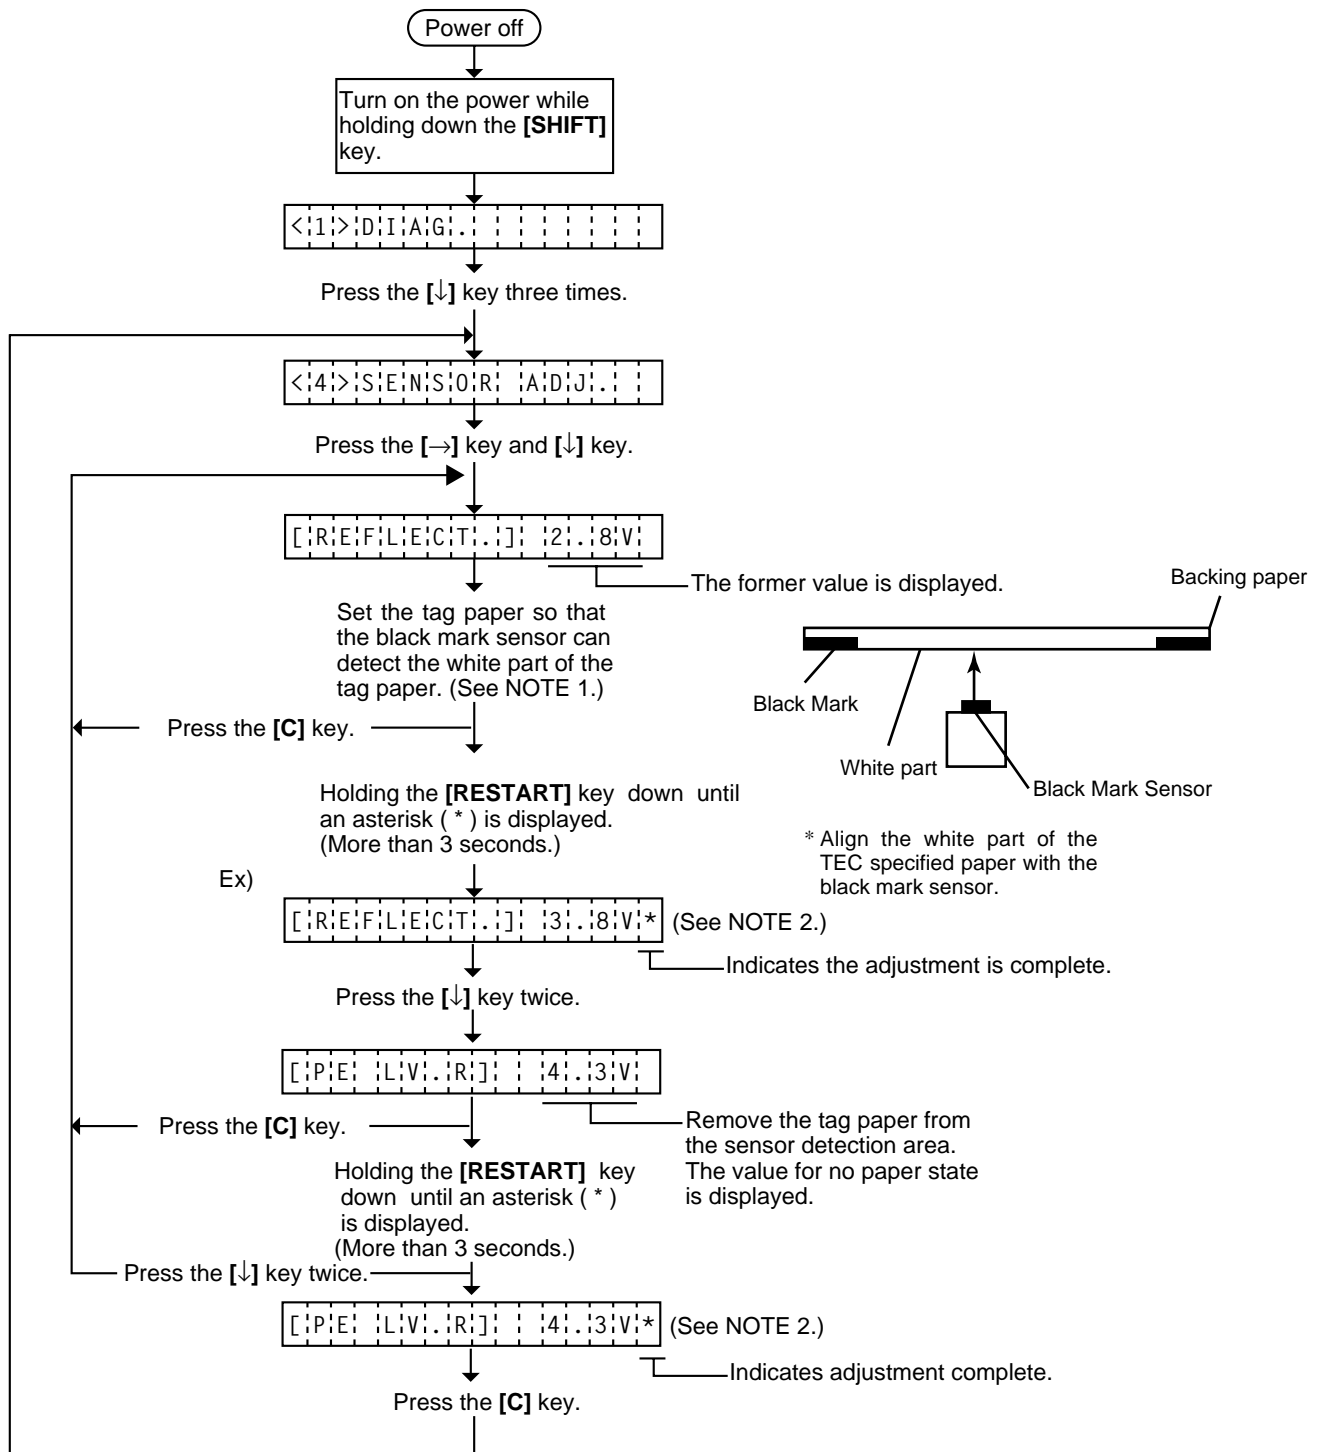 Power off
Turn on the power while
holding down the [SHIFT]
key.
<1>DIAG.
Press the [↓] key three times.
<4>SENSOR ADJ.
Press the [→] key and [↓] key.
[REFLECT.] 2.8V
The former value is displayed.
Set the tag paper so that
the black mark sensor can
detect the white part of the
tag paper. (See NOTE 1.)
Backing paper
Black Mark
White part
Black Mark Sensor
* Align the white part of the
TEC specified paper with the
black mark sensor.
Press the [C] key.
Holding the [RESTART] key down until
an asterisk ( * ) is displayed.
(More than 3 seconds.)
Ex)
[REFLECT.] 3.8V* (See NOTE 2.)
Indicates the adjustment is complete.
Press the [↓] key twice.
[PE LV.R]  4.3V
Press the [C] key.
Remove the tag paper from
the sensor detection area.
The value for no paper state
is displayed.
Holding the [RESTART] key
down until an asterisk ( * )
is displayed.
(More than 3 seconds.)
Press the [↓] key twice.
[PE LV.R]  4.3V* (See NOTE 2.)
Indicates adjustment complete.
Press the [C] key.